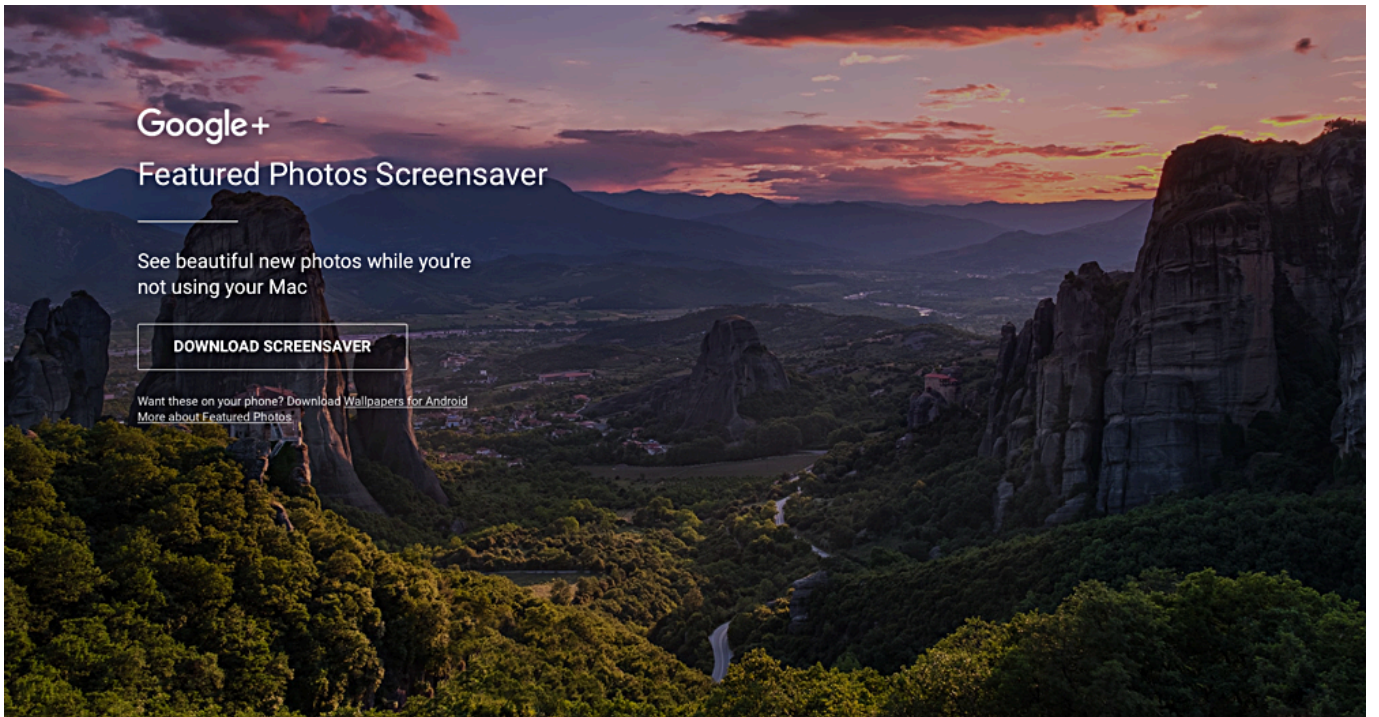 Google+
Featured Photos Screensaver
See beautiful new photos while you're
not using your Mac
DOWNLOAD SCREENSAVER
Want these on your phone? Download Wallpapers for Android
More about Featured Photos.